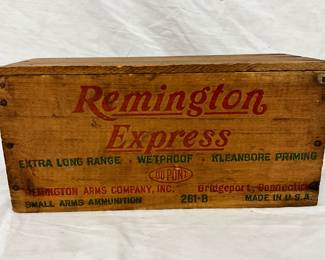 Remington
Express
EXTRA LONG RANGE . WETPROOF . KLEANBORE PRIMING
DU PONT
REMINGTON ARMS COMPANY, INC. Bridgeport, Connecticut
SMALL ARMS AMMUNITION 261-B MADE IN U.S.A.